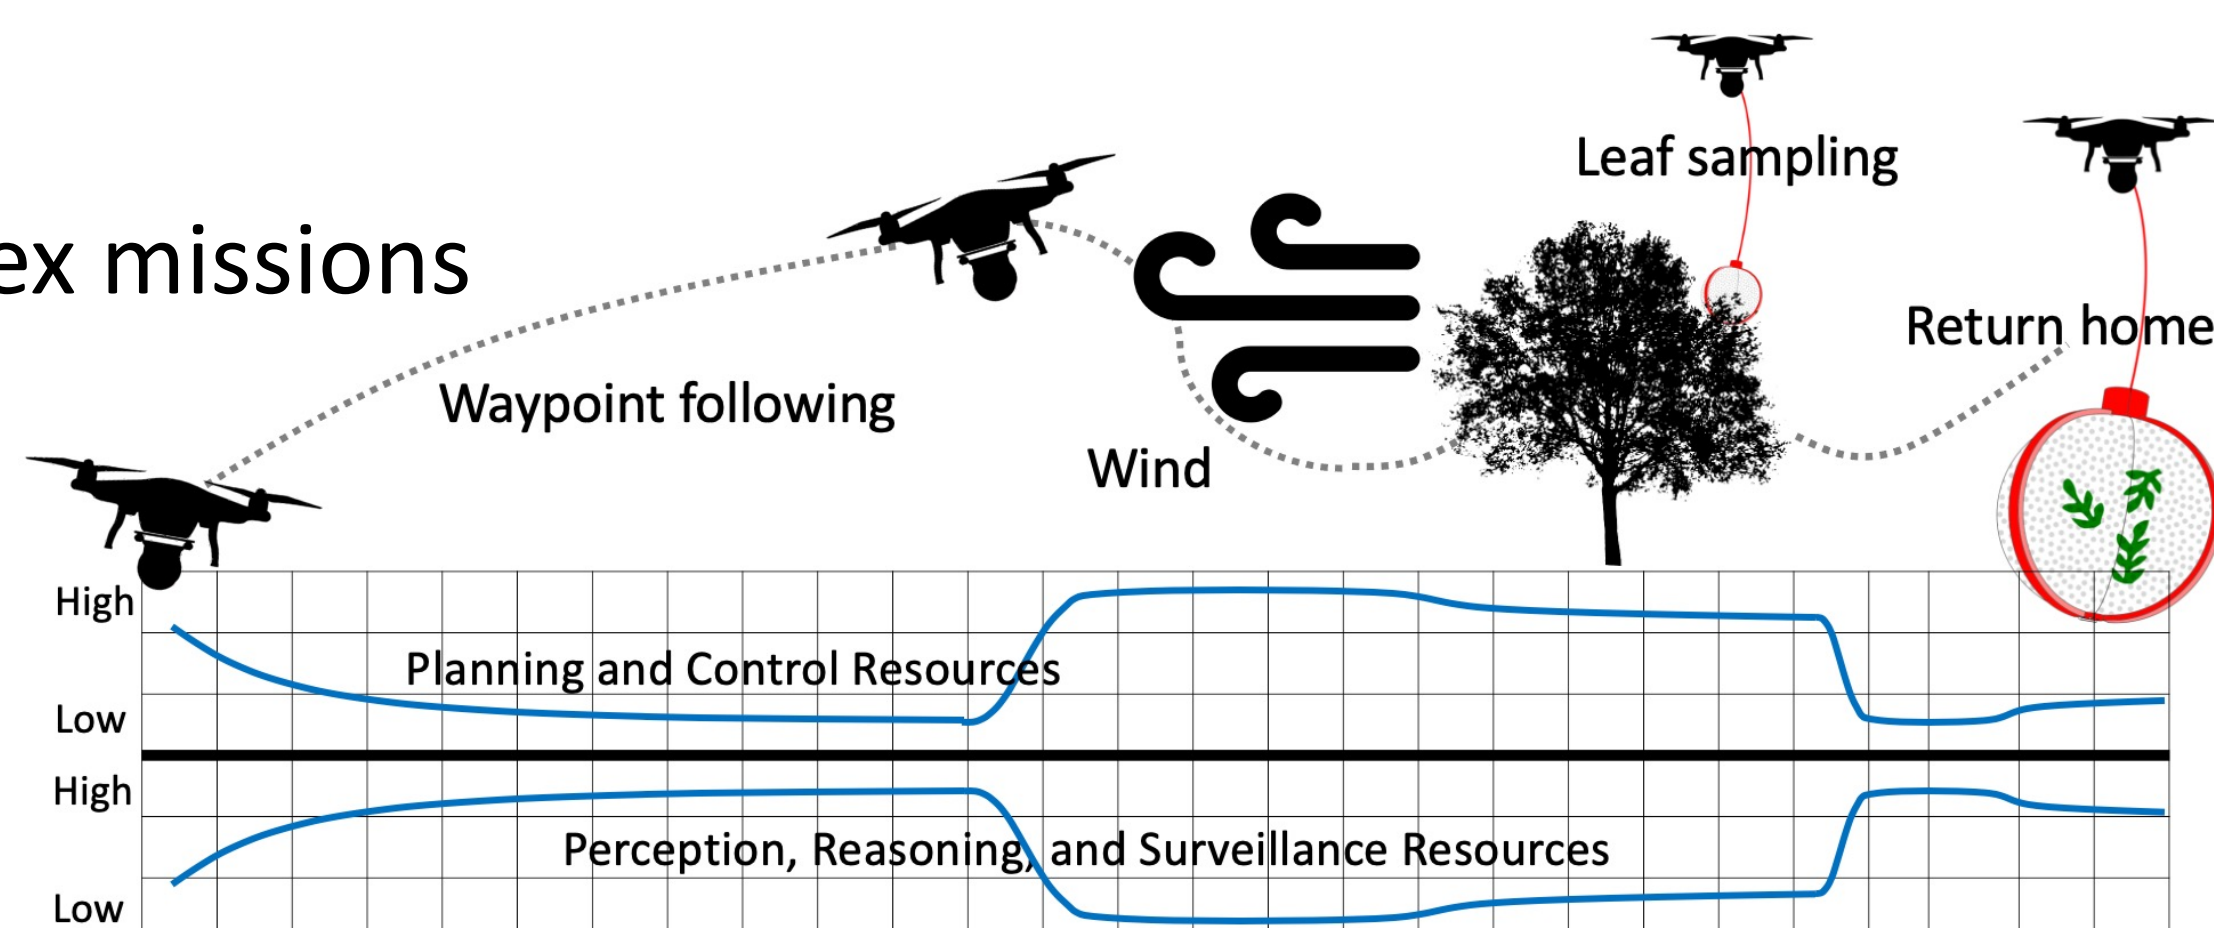 Leaf sampling
ex missions
Return home
Waypoint following
Wind
High
Planning and Control Resources
Low
High
Perception, Reasoning, and Surveillance Resources
Low